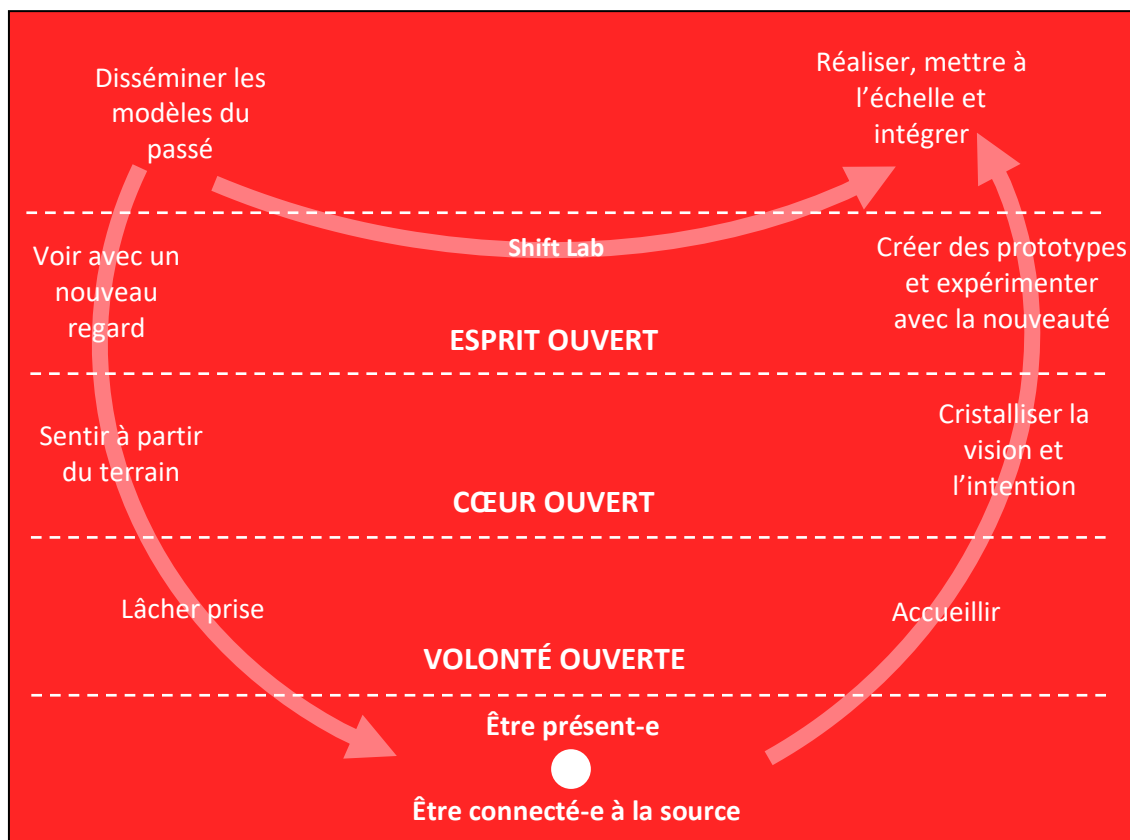 Disséminer les
modèles du
passé
Réaliser, mettre à
l’échelle et
intégrer
Voir avec un
nouveau
regard
Shift Lab
Créer des prototypes
et expérimenter
avec la nouveauté
ESPRIT OUVERT
Sentir à partir
du terrain
Cristalliser la
vision et
l’intention
CŒUR OUVERT
Lâcher prise
Accueillir
VOLONTÉ OUVERTE
Être présent-e
Être connecté-e à la source